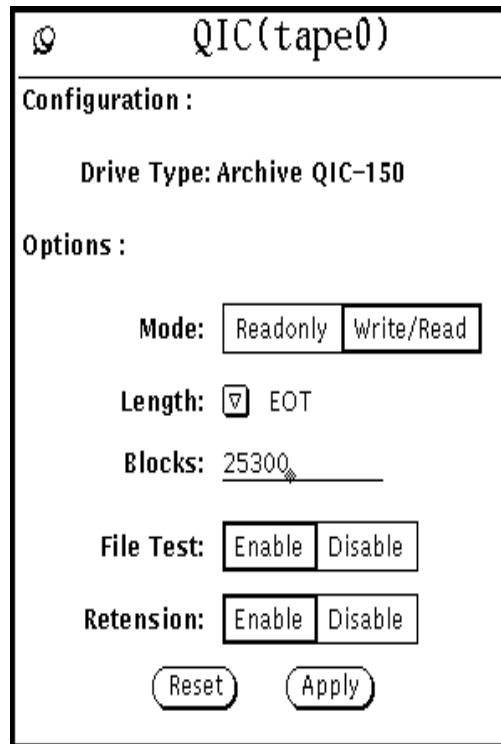 QIC(tape0)
Configuration :
Drive Type: Archive QIC-150
Options :
Mode: Readonly Write/Read
Length: EOT
Blocks: 25300
File Test: Enable Disable
Retension: Enable Disable
Reset Apply